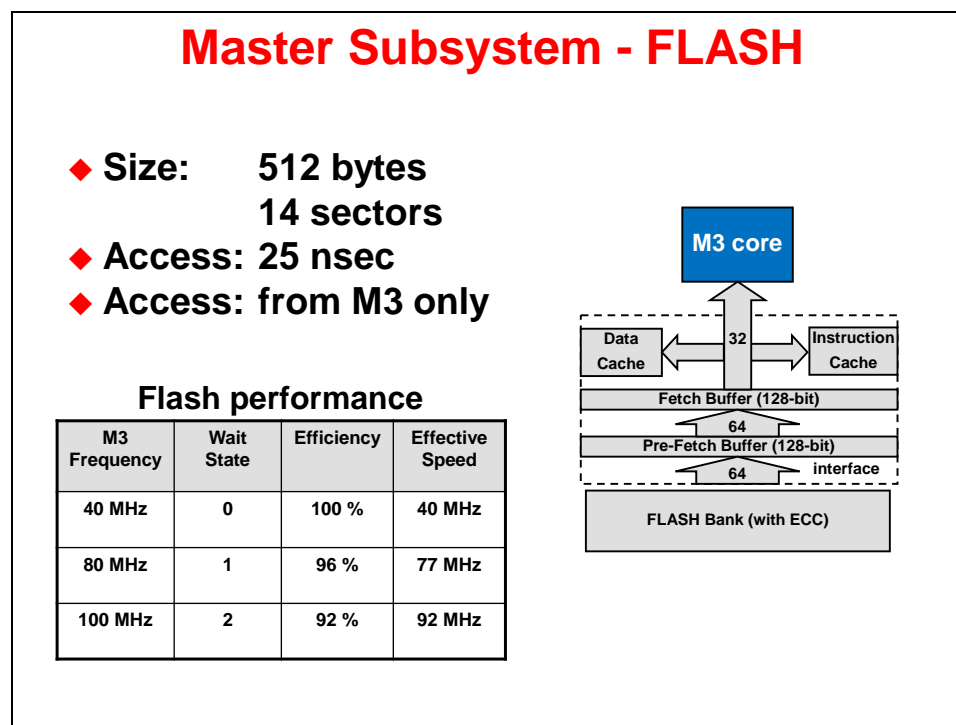 Master Subsystem - FLASH
◆ Size: 512 bytes
14 sectors
◆ Access: 25 nsec
◆ Access: from M3 only
Flash performance
M3 Frequency Wait State Efficiency Effective Speed
40 MHz 0 100 % 40 MHz
80 MHz 1 96 % 77 MHz
100 MHz 2 92 % 92 MHz
M3 core
Data Cache
32
Instruction Cache
Fetch Buffer (128-bit)
64
Pre-Fetch Buffer (128-bit)
64
interface
FLASH Bank (with ECC)